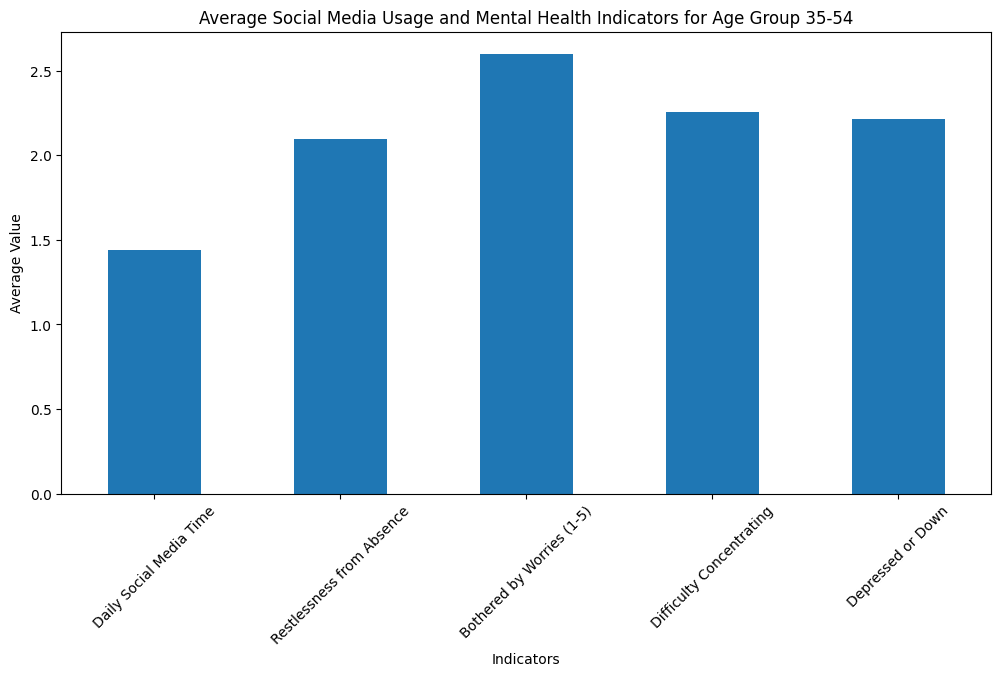 Average Social Media Usage and Mental Health Indicators for Age Group 35-54
Average Value
2.5
2.0
1.5
1.0
0.5
0.0
Daily Social Media Time
Restlessness from Absence
Bothered by Worries (1-5)
Difficulty Concentrating
Depressed or Down
Indicators